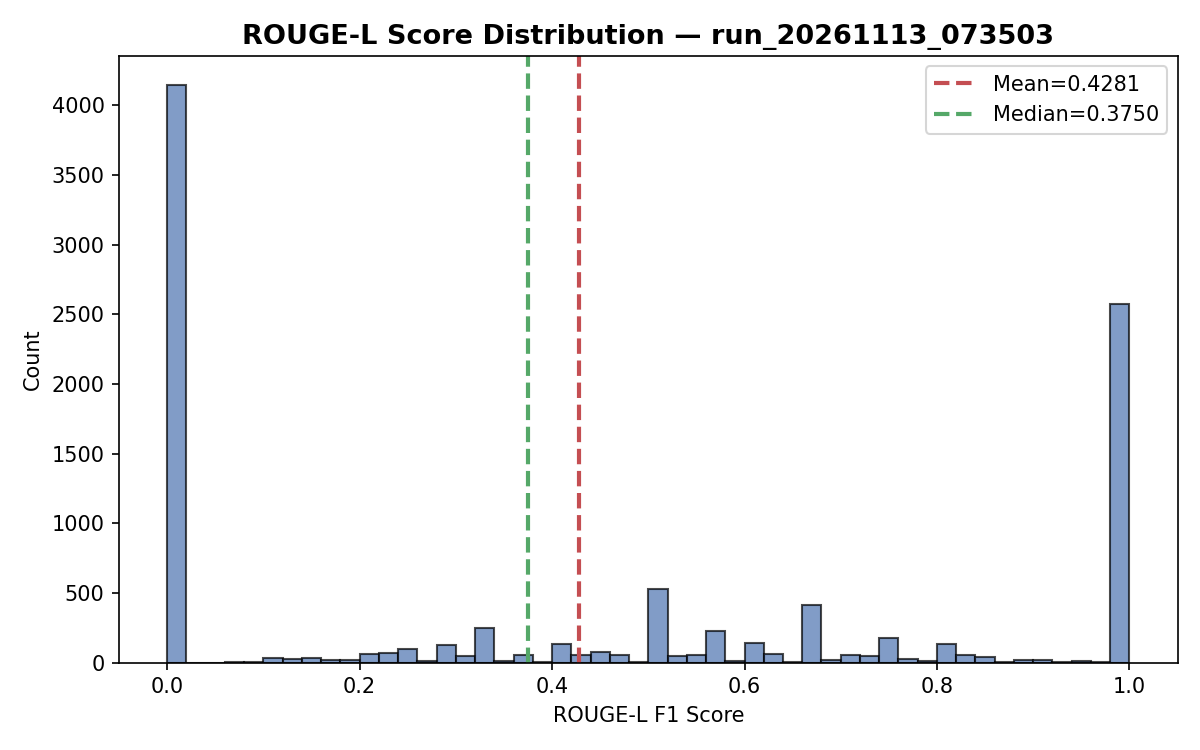 ROUGE-L Score Distribution — run_20261113_073503
Mean=0.4281
Median=0.3750
Count
4000
3500
3000
2500
2000
1500
1000
500
0
0.0 0.2 0.4 0.6 0.8 1.0
ROUGE-L F1 Score